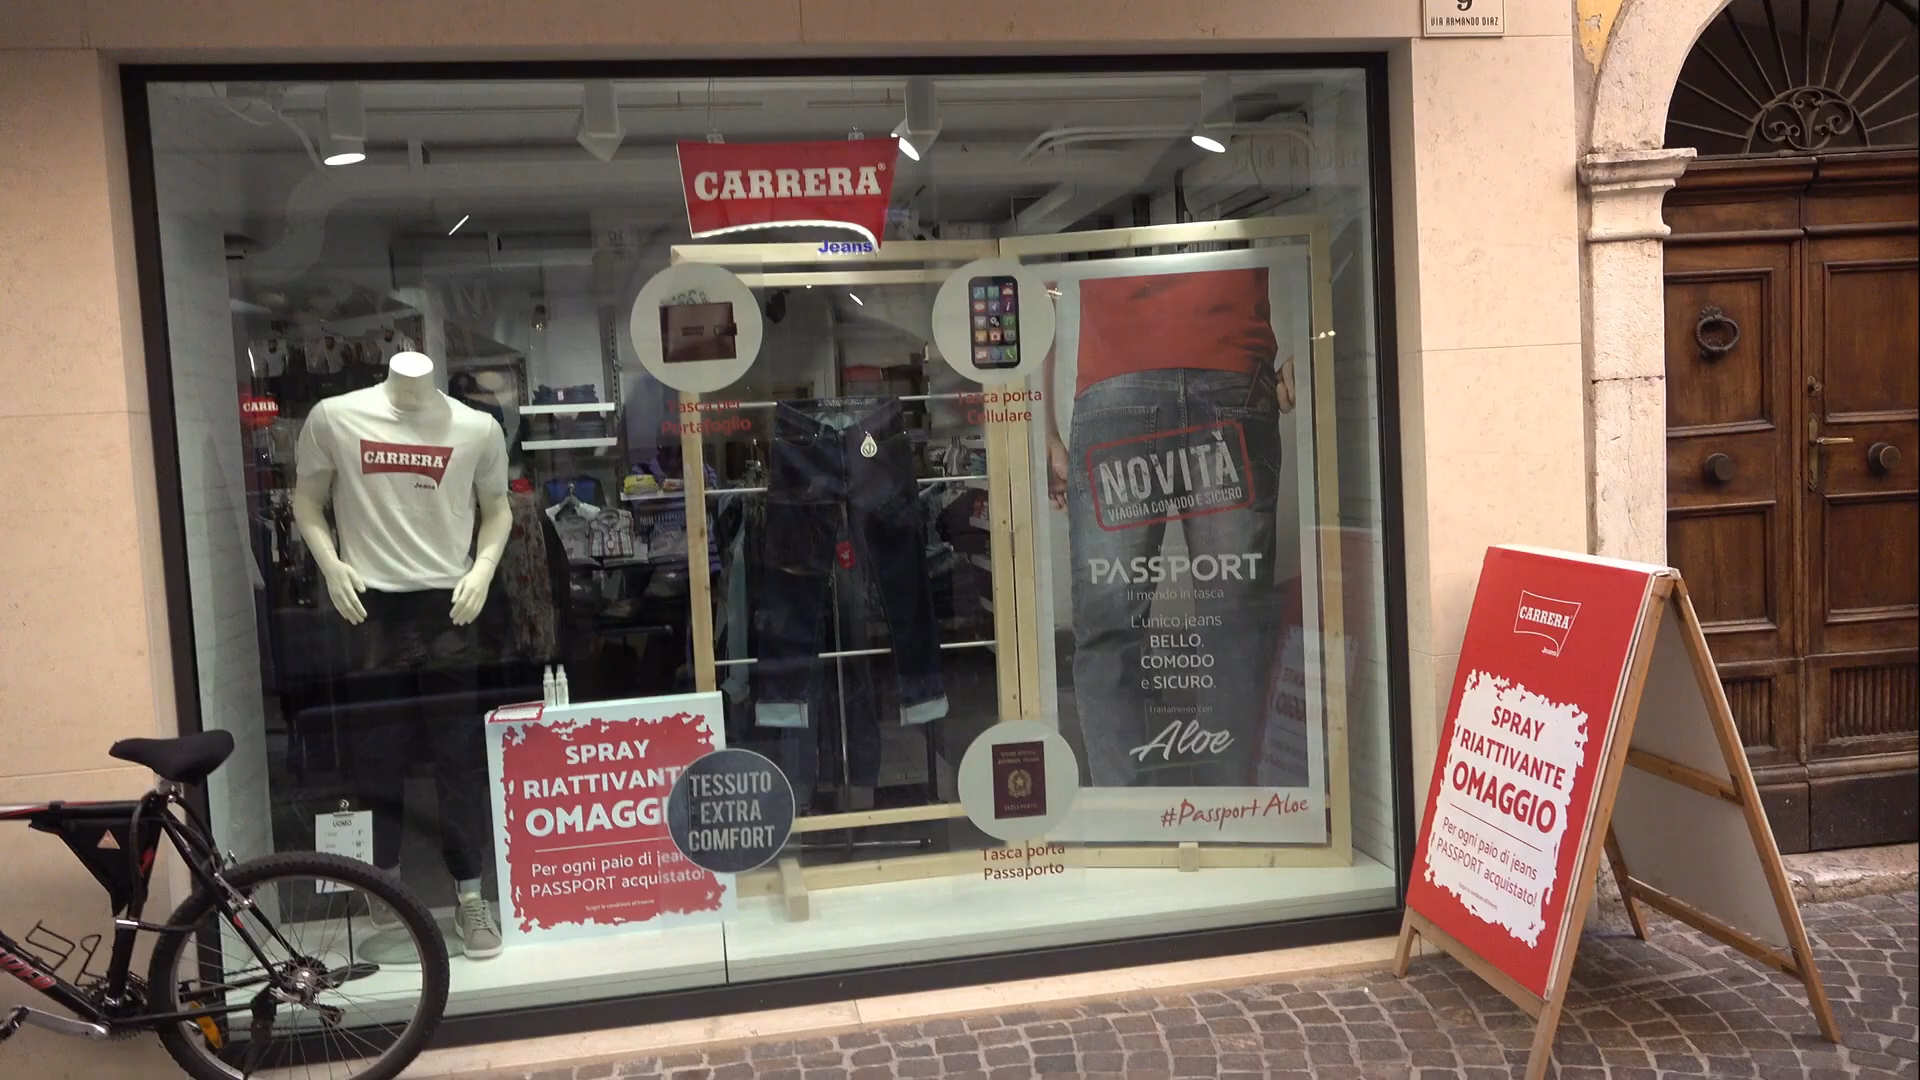 9
VIA ARMANDO DIAZ
CARRERA®
Jeans
CARRERA
Jeans
CARR
Tasca per
Portafoglio
Tasca porta
Cellulare
NOVITÀ
VIAGGIA COMODO E SICURO
PASSPORT
Il mondo in tasca
L'unico jeans
BELLO,
COMODO
e SICURO.
Trattamento con
Aloe
#PassportAloe
Tasca porta
Passaporto
TESSUTO
EXTRA
COMFORT
UOMO
SPRAY
RIATTIVANTE
OMAGGI
Per ogni paio di jeans
PASSPORT acquistato!
CARRERA
Jeans
SPRAY
RIATTIVANTE
OMAGGIO
Per ogni paio di jeans
PASSPORT acquistato!